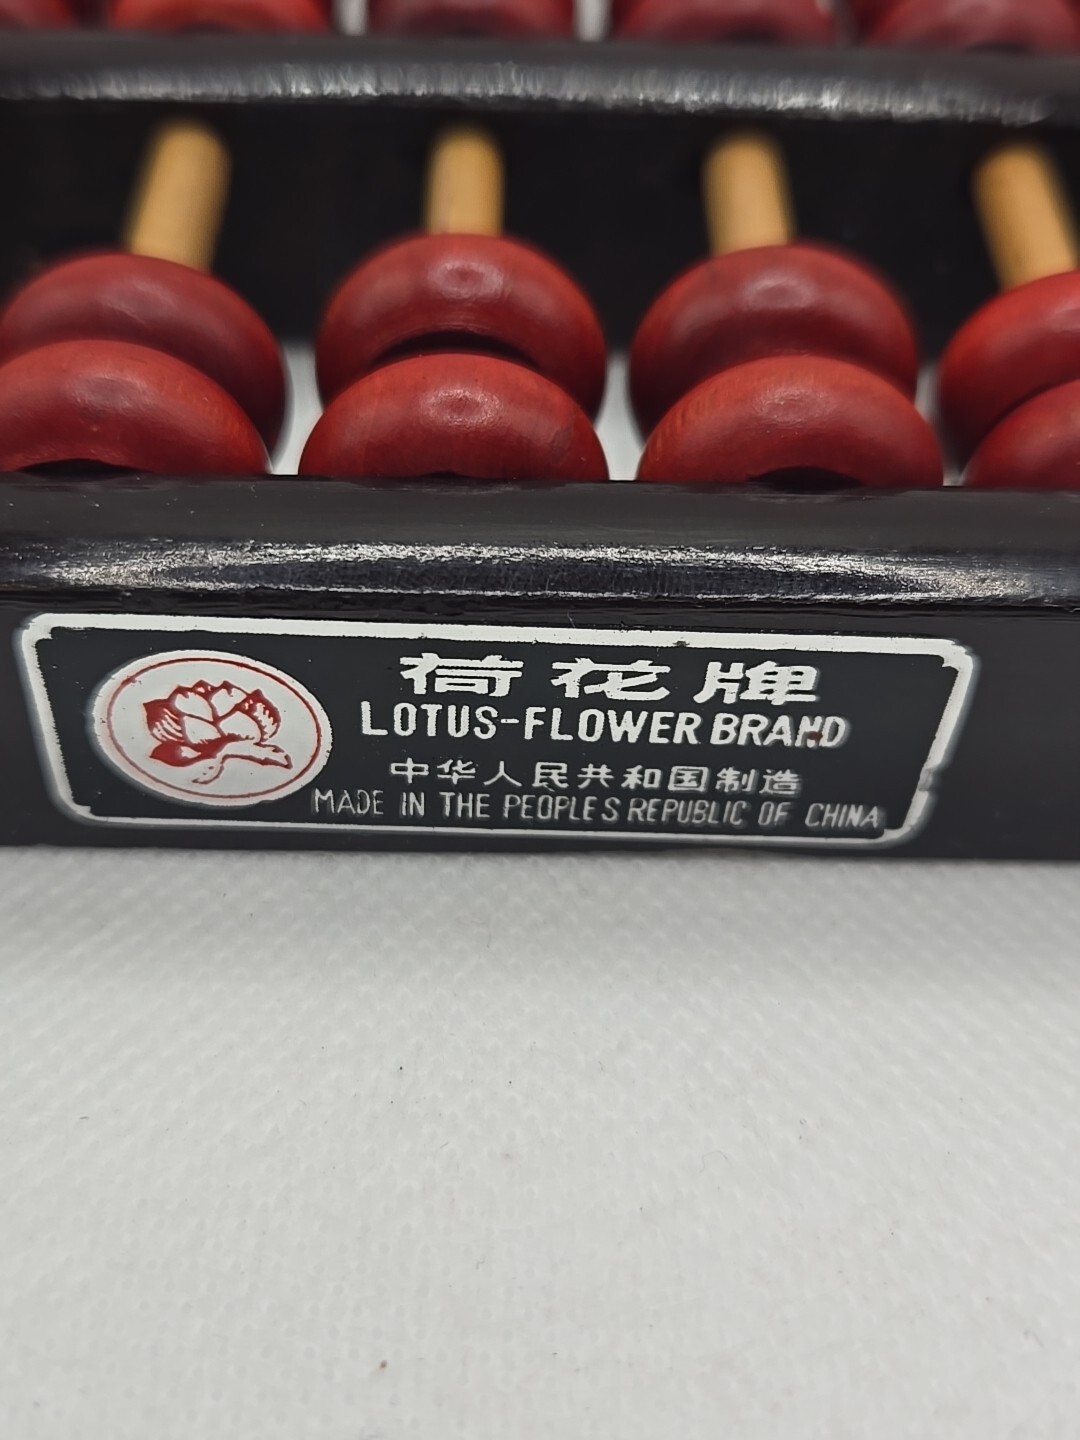 荷花牌
LOTUS-FLOWER BRAND
中华人民共和国制造
MADE IN THE PEOPLES REPUBLIC OF CHINA